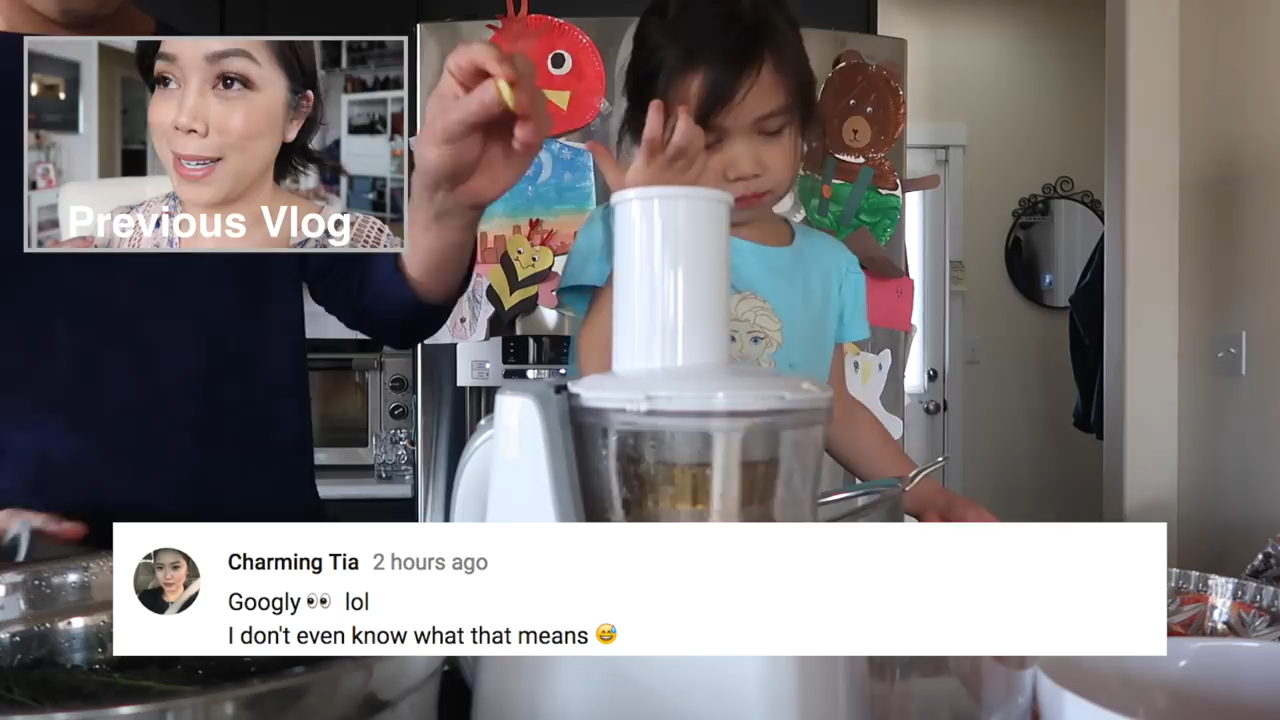 Previous Vlog
Charming Tia 2 hours ago
Googly 👀 lol
I don't even know what that means 😅